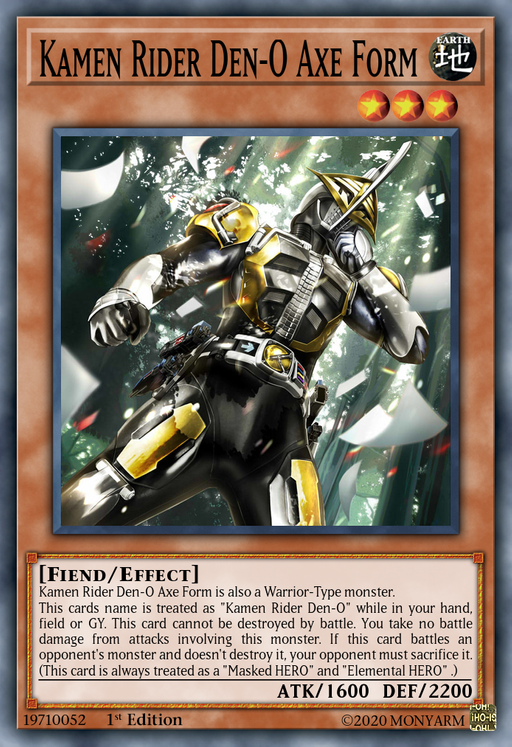 Kamen Rider Den-O Axe Form
EARTH
地
[Fiend/Effect]
Kamen Rider Den-O Axe Form is also a Warrior-Type monster.
This cards name is treated as "Kamen Rider Den-O" while in your hand,
field or GY. This card cannot be destroyed by battle. You take no battle
damage from attacks involving this monster. If this card battles an
opponent's monster and doesn't destroy it, your opponent must sacrifice it.
(This card is always treated as a "Masked HERO" and "Elemental HERO" .)
ATK/1600 DEF/2200
19710052 1st Edition ©2020 MONYARM